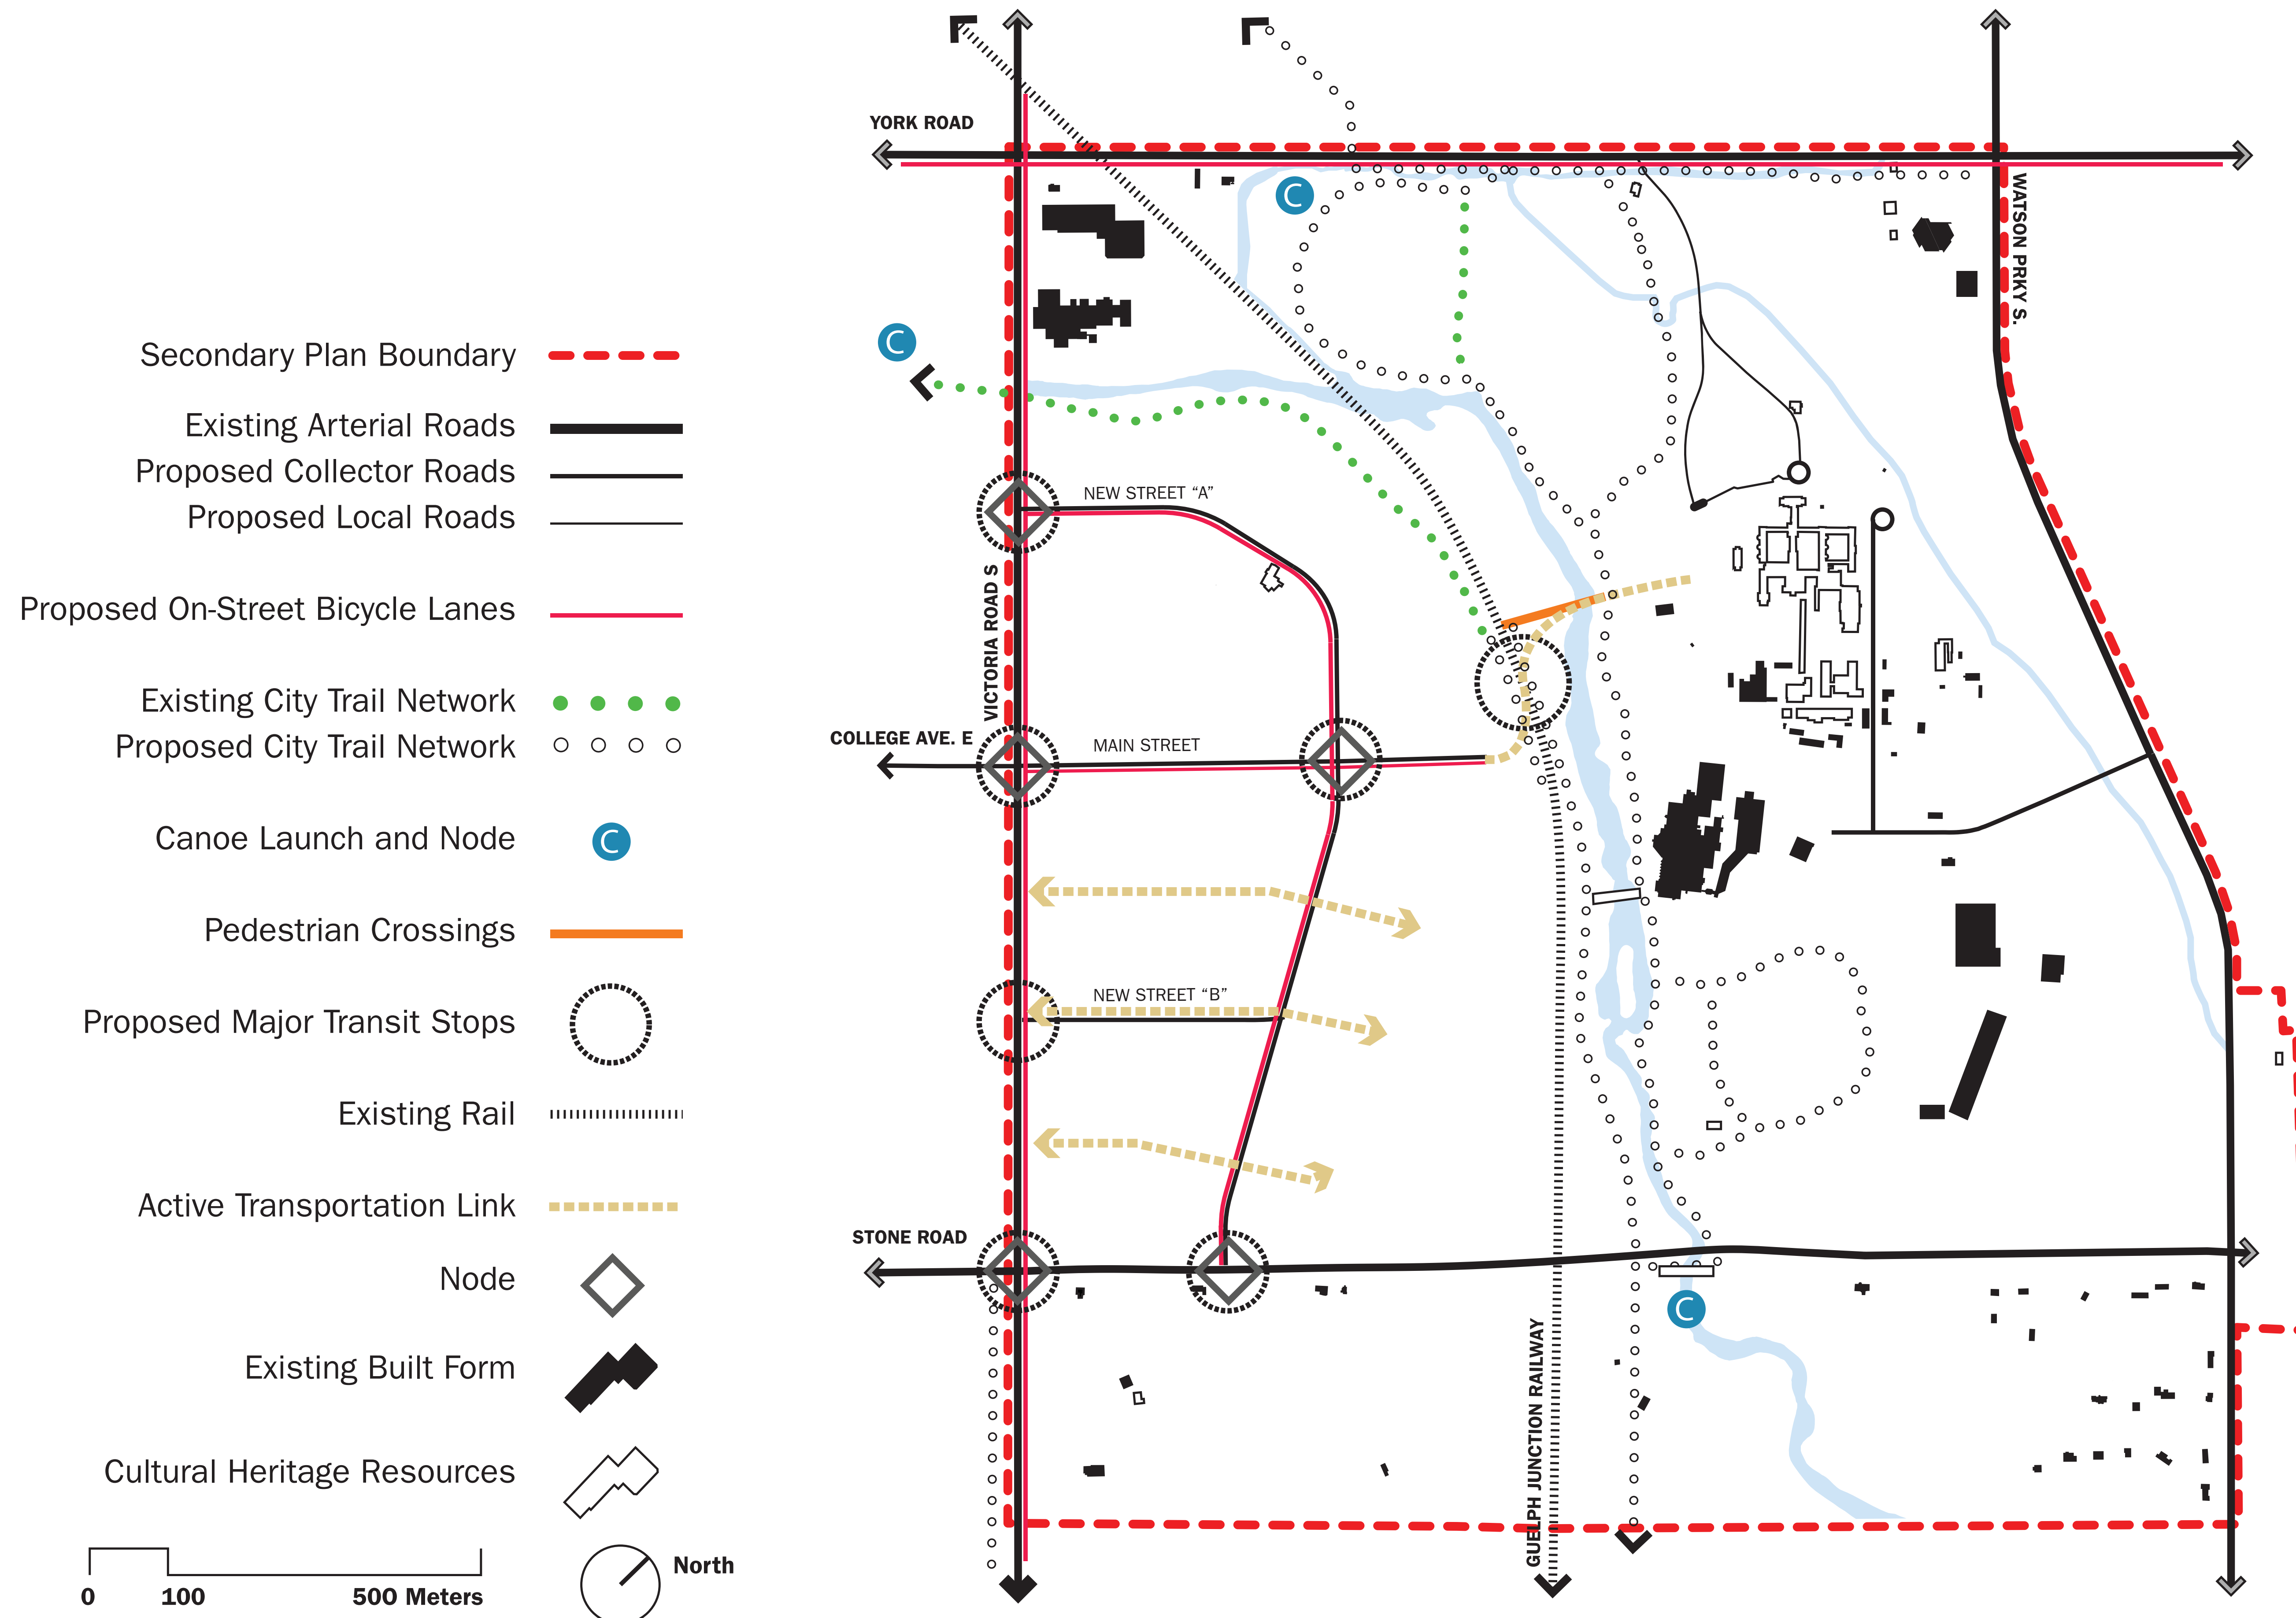 Secondary Plan Boundary
Existing Arterial Roads
Proposed Collector Roads
Proposed Local Roads
Proposed On-Street Bicycle Lanes
Existing City Trail Network
Proposed City Trail Network
Canoe Launch and Node
C
Pedestrian Crossings
Proposed Major Transit Stops
Existing Rail
Active Transportation Link
Node
Existing Built Form
Cultural Heritage Resources
0 100 500 Meters
North
YORK ROAD
WATSON PRKY S.
C
C
NEW STREET “A”
VICTORIA ROAD S
COLLEGE AVE. E
MAIN STREET
NEW STREET “B”
STONE ROAD
C
GUELPH JUNCTION RAILWAY